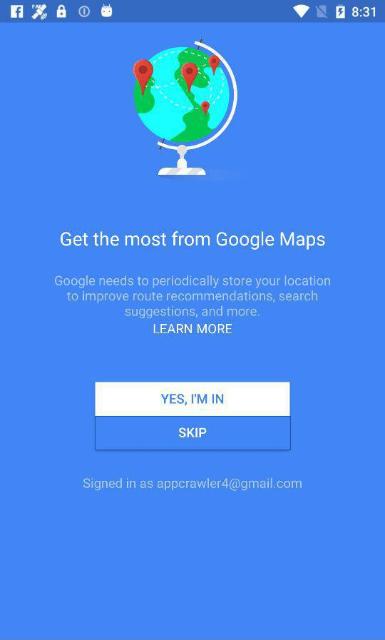 8:31
Get the most from Google Maps
Google needs to periodically store your location
to improve route recommendations, search
suggestions, and more.
LEARN MORE
YES, I'M IN
SKIP
Signed in as appcrawler4@gmail.com